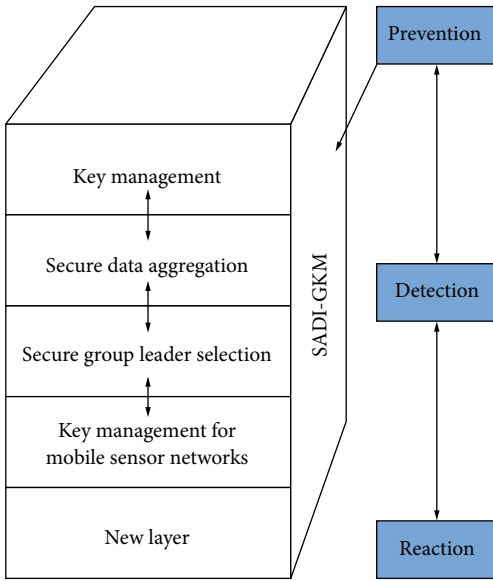 Prevention
Key management
Secure data aggregation
SADI-GKM
Detection
Secure group leader selection
Key management for
mobile sensor networks
New layer
Reaction